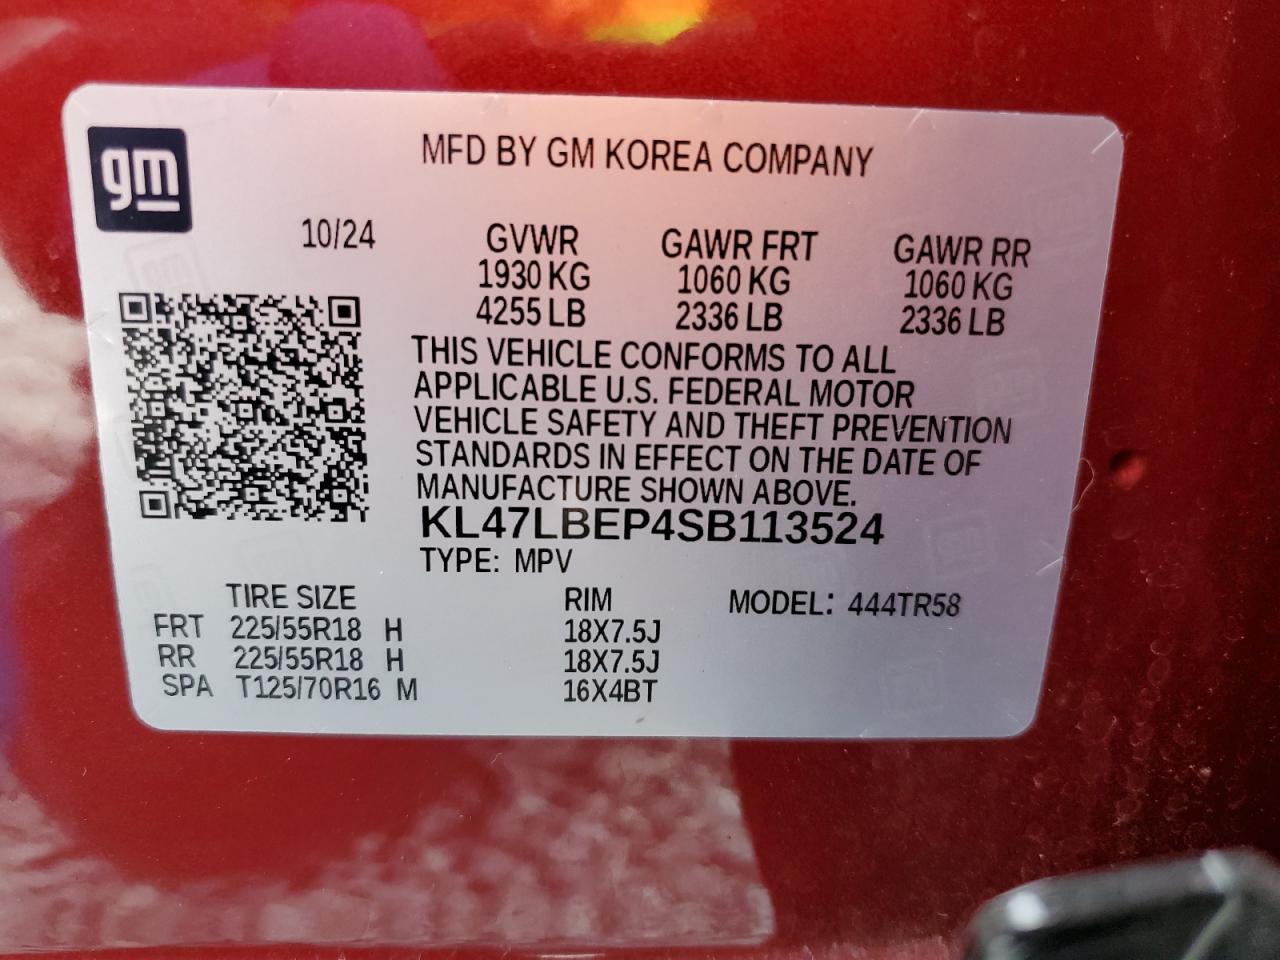 gm
MFD BY GM KOREA COMPANY
10/24 GVWR GAWR FRT GAWR RR
1930 KG 1060 KG 1060 KG
4255 LB 2336 LB 2336 LB
THIS VEHICLE CONFORMS TO ALL
APPLICABLE U.S. FEDERAL MOTOR
VEHICLE SAFETY AND THEFT PREVENTION
STANDARDS IN EFFECT ON THE DATE OF
MANUFACTURE SHOWN ABOVE.
KL47LBEP4SB113524
TYPE: MPV
TIRE SIZE RIM MODEL: 444TR58
FRT 225/55R18 H 18X7.5J
RR 225/55R18 H 18X7.5J
SPA T125/70R16 M 16X4BT